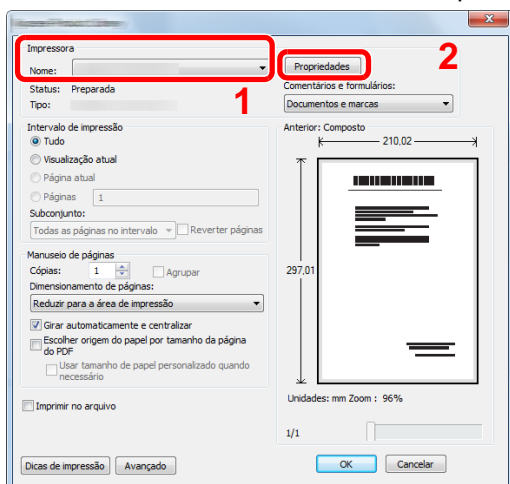 Impressora
Nome:
Propriedades
2
Status: Preparada
Comentários e formulários:
1
Tipo:
Documentos e marcas
Intervalo de impressão
Tudo
Visualização atual
Página atual
Páginas 1
Subconjunto:
Todas as páginas no intervalo Reverter páginas
Anterior: Composto
210,02
297,01
Manuseio de páginas
Cópias: 1 Agrupar
Dimensionamento de páginas:
Reduzir para a área de impressão
Girar automaticamente e centralizar
Escolher origem do papel por tamanho da página
do PDF
Usar tamanho de papel personalizado quando
necessário
Imprimir no arquivo
Unidades: mm Zoom : 96%
1/1
Dicas de impressão Avançado OK Cancelar